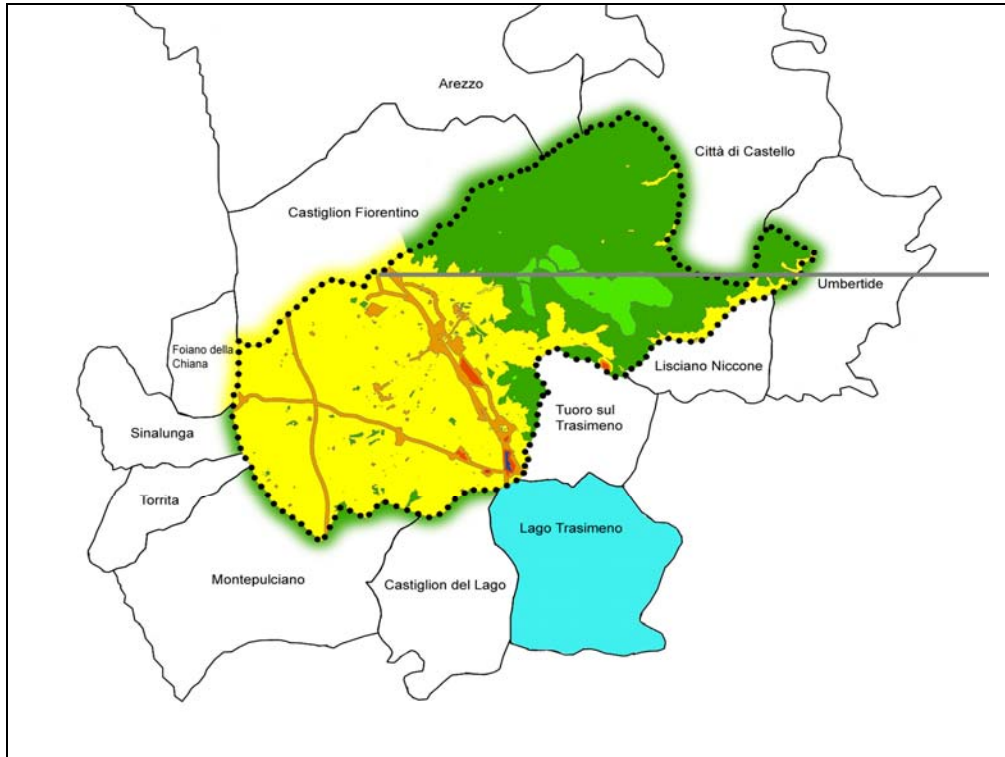 Arezzo
Città di Castello
Castiglion Fiorentino
Umbertide
Foiano della
Chiana
Lisciano Niccone
Tuoro sul
Trasimeno
Sinalunga
Torrita
Lago Trasimeno
Montepulciano
Castiglion del Lago